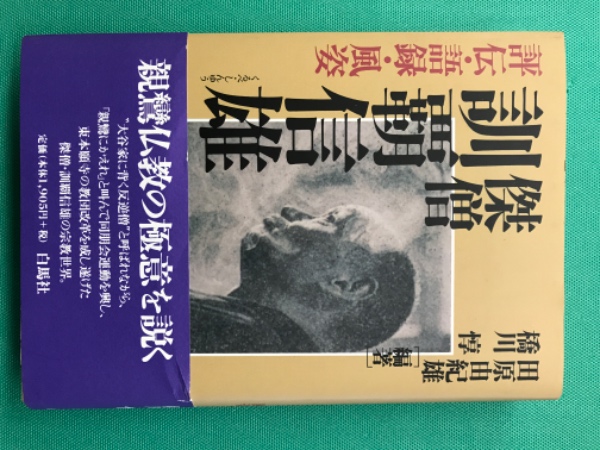 評伝・語録・風姿
傑僧
訓覇信雄
くるべ・しんゆう
田原由紀雄
橋川惇
[編著]
親鸞仏教の極意を説く
"大谷家に背く反逆僧"と呼ばれながら、
「親鸞にかえれ」と叫んで同朋会運動を興し、
東本願寺の教団改革を成し遂げた
傑僧・訓覇信雄の宗教世界。
定価(本体1,905円+税) 白馬社